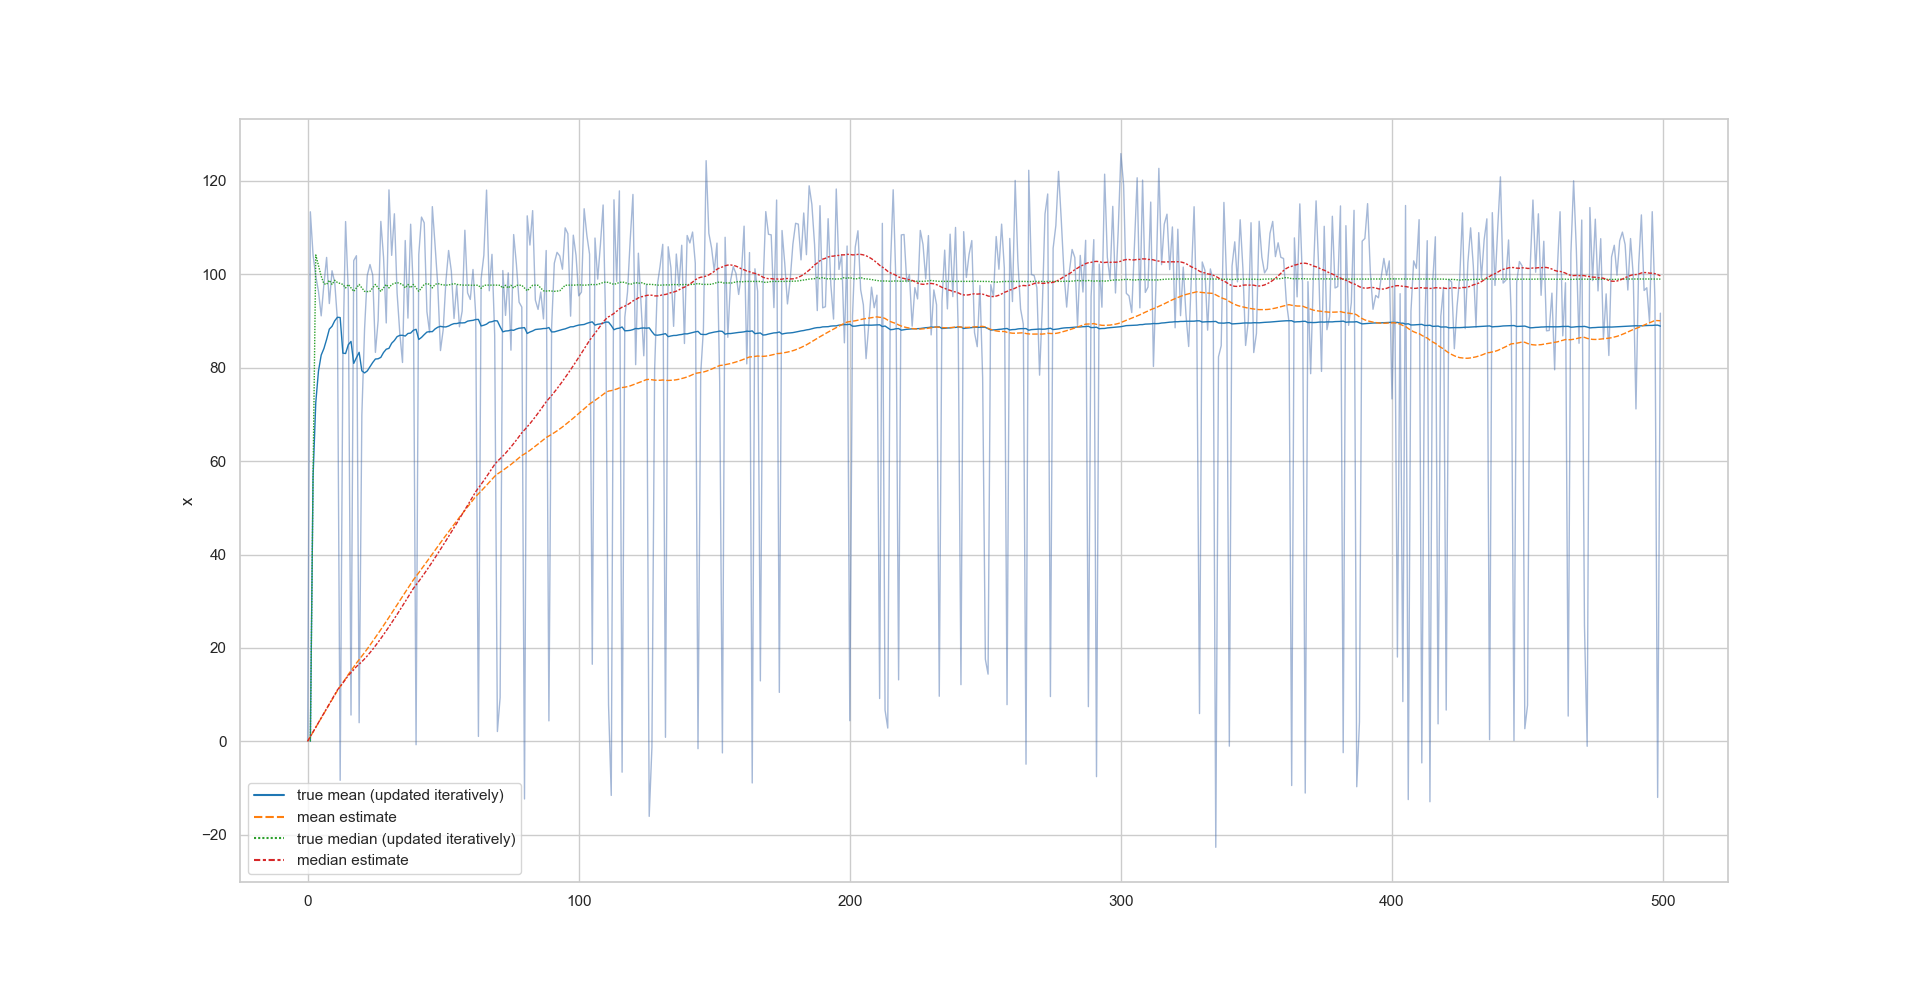 120
100
80
60
40
20
0
−20
x
true mean (updated iteratively)
mean estimate
true median (updated iteratively)
median estimate
0
100
200
300
400
500